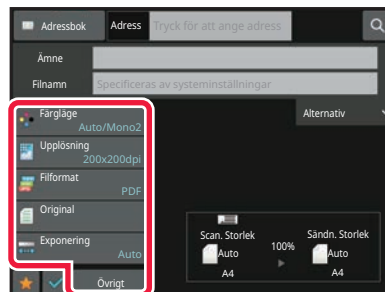 Adressbok
Adress
Tryck för att ange adress
Ämne
Filnamn
Specificeras av systeminställningar
Färgläge
Auto/Mono2
Alternativ
Upplösning
200x200dpi
Filformat
PDF
Original
Exponering
Auto
Övrigt
Scan. Storlek
Auto
A4
100%
Sändn. Storlek
Auto
A4